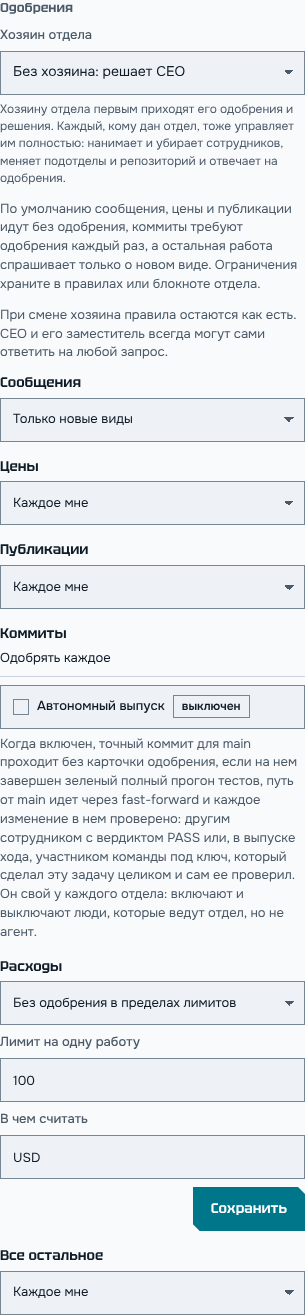 Одобрения
Хозяин отдела
Без хозяина: решает CEO
Хозяину отдела первым приходят его одобрения и
решения. Каждый, кому дан отдел, тоже управляет
им полностью: нанимает и убирает сотрудников,
меняет подотделы и репозиторий и отвечает на
одобрения.
По умолчанию сообщения, цены и публикации
идут без одобрения, коммиты требуют
одобрения каждый раз, а остальная работа
спрашивает только о новом виде. Ограничения
храните в правилах или блокноте отдела.
При смене хозяина правила остаются как есть.
CEO и его заместитель всегда могут сами
ответить на любой запрос.
Сообщения
Только новые виды
Цены
Каждое мне
Публикации
Каждое мне
Коммиты
Одобрять каждое
Автономный выпуск выключен
Когда включен, точный коммит для main
проходит без карточки одобрения, если на нем
завершен зеленый полный прогон тестов, путь
от main идет через fast-forward и каждое
изменение в нем проверено: другим
сотрудником с вердиктом PASS или, в выпуске
хода, участником команды под ключ, который
сделал эту задачу целиком и сам ее проверил.
Он свой у каждого отдела: включают и
выключают люди, которые ведут отдел, но не
агент.
Расходы
Без одобрения в пределах лимитов
Лимит на одну работу
100
В чем считать
USD
Сохранить
Все остальное
Каждое мне